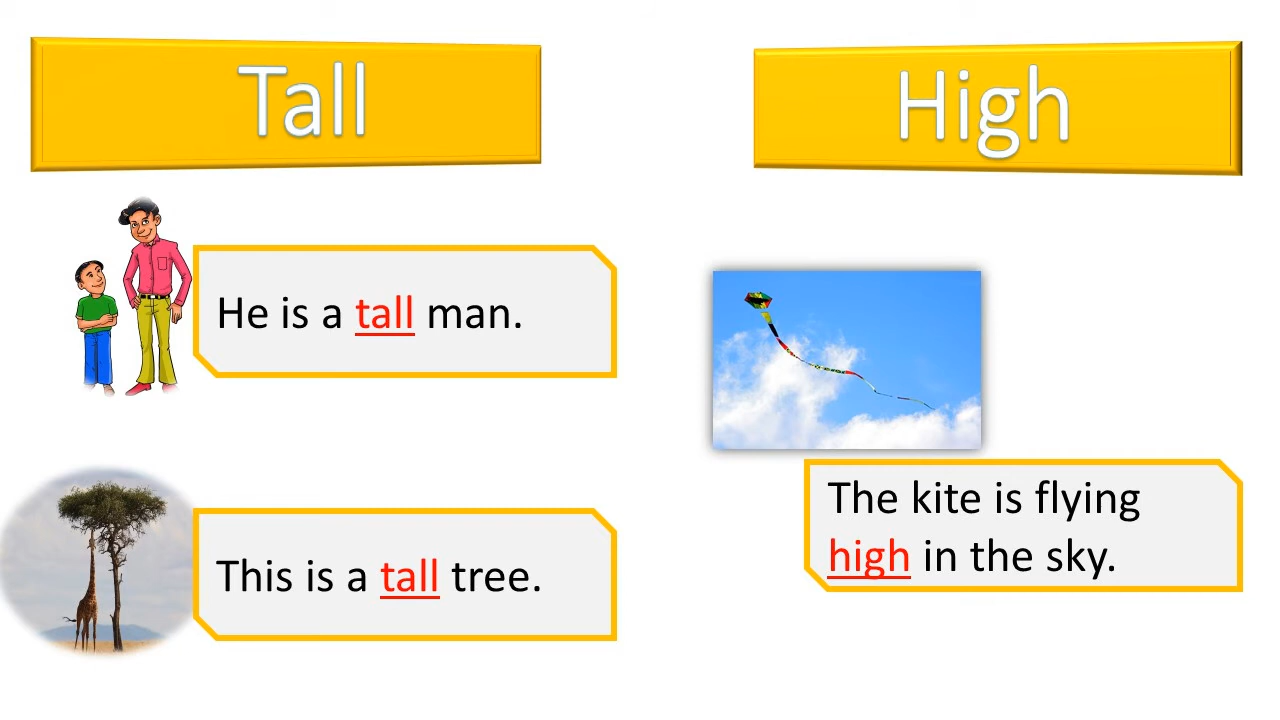 Tall
He is a tall man.
This is a tall tree.
High
The kite is flying
high in the sky.